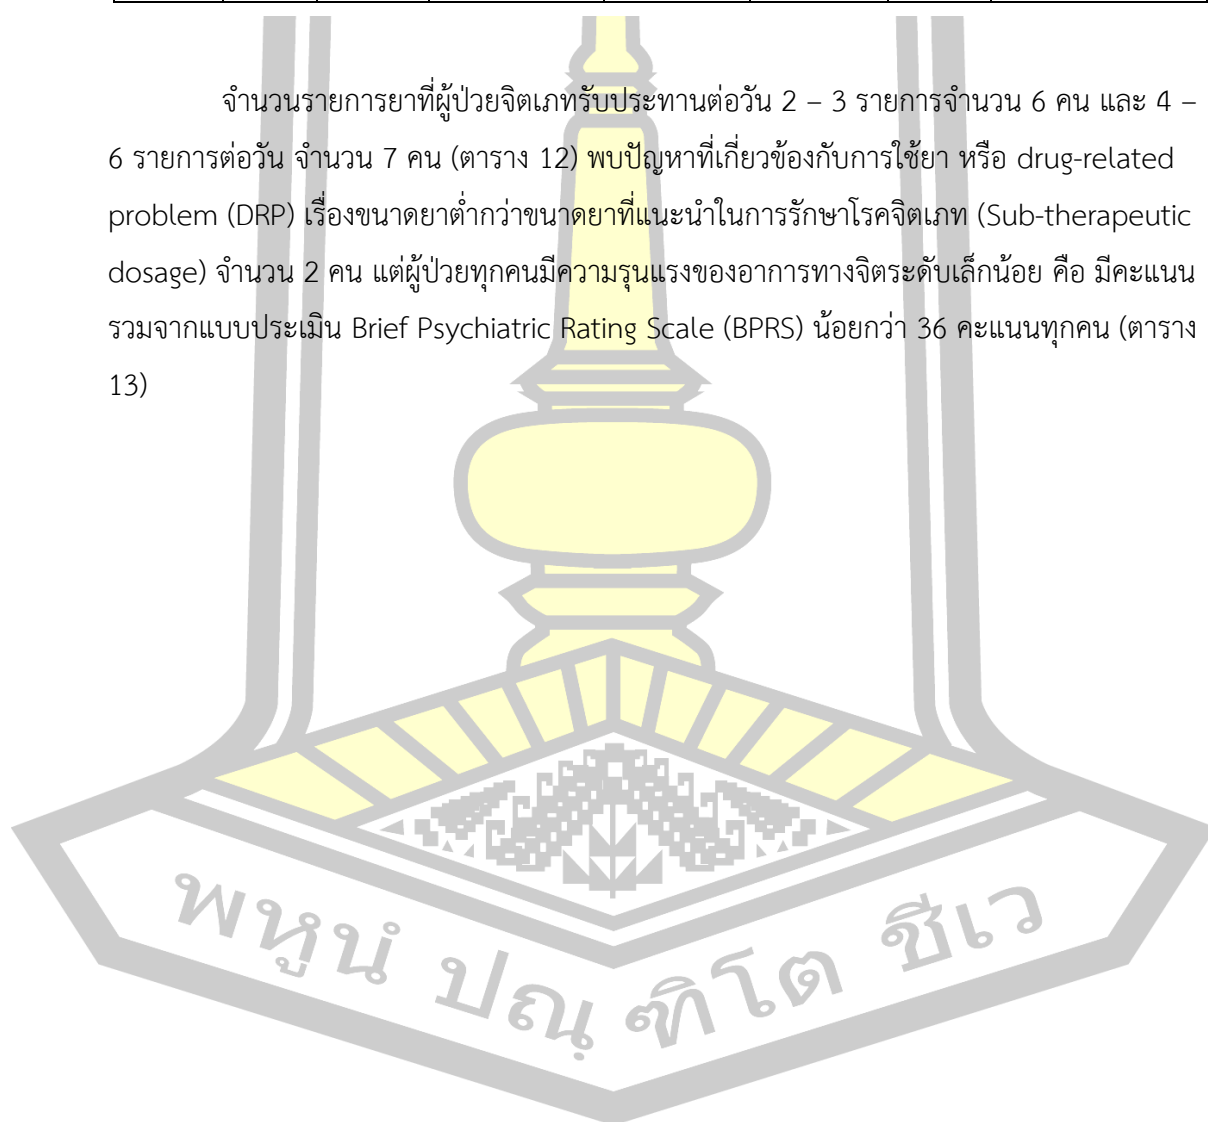 จำนวนรายการยาที่ผู้ป่วยจิตเภทรับประทานต่อวัน 2 – 3 รายการจำนวน 6 คน และ 4 –
6 รายการต่อวัน จำนวน 7 คน (ตาราง 12) พบปัญหาที่เกี่ยวข้องกับการใช้ยา หรือ drug-related
problem (DRP) เรื่องขนาดยาต่ำกว่าขนาดยาที่แนะนำในการรักษาโรคจิตเภท (Sub-therapeutic
dosage) จำนวน 2 คน แต่ผู้ป่วยทุกคนมีความรุนแรงของอาการทางจิตระดับเล็กน้อย คือ มีคะแนน
รวมจากแบบประเมิน Brief Psychiatric Rating Scale (BPRS) น้อยกว่า 36 คะแนนทุกคน (ตาราง
13)
พหูนํ ปณฺฑิโต ชีเว